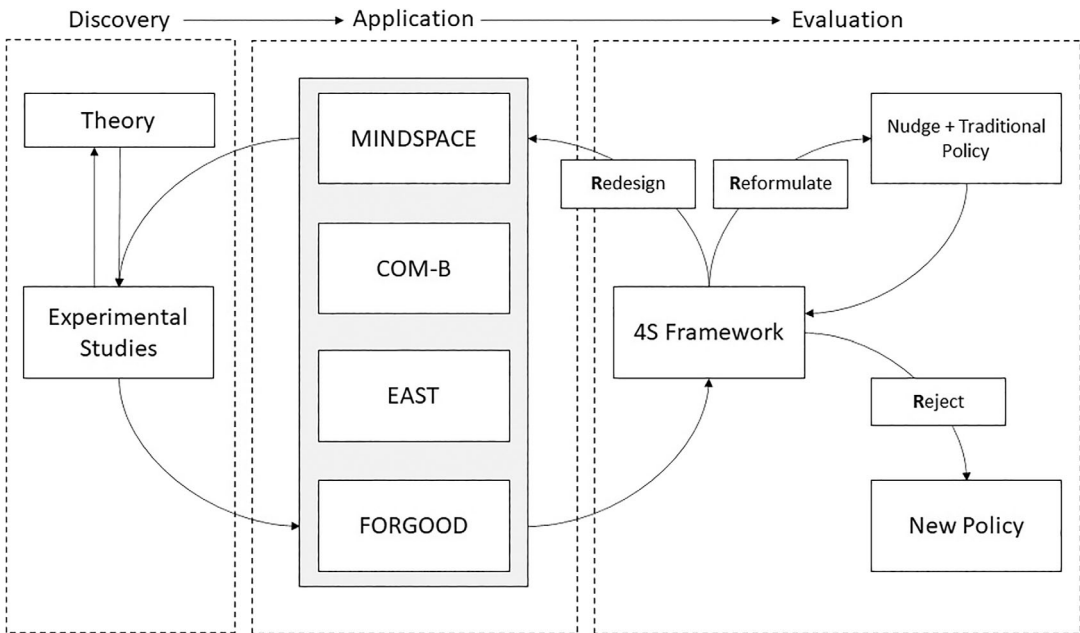 Discovery
Application
Evaluation
Theory
Experimental
Studies
MINDSPACE
COM-B
EAST
FORGOOD
Redesign
Reformulate
Nudge + Traditional
Policy
4S Framework
Reject
New Policy